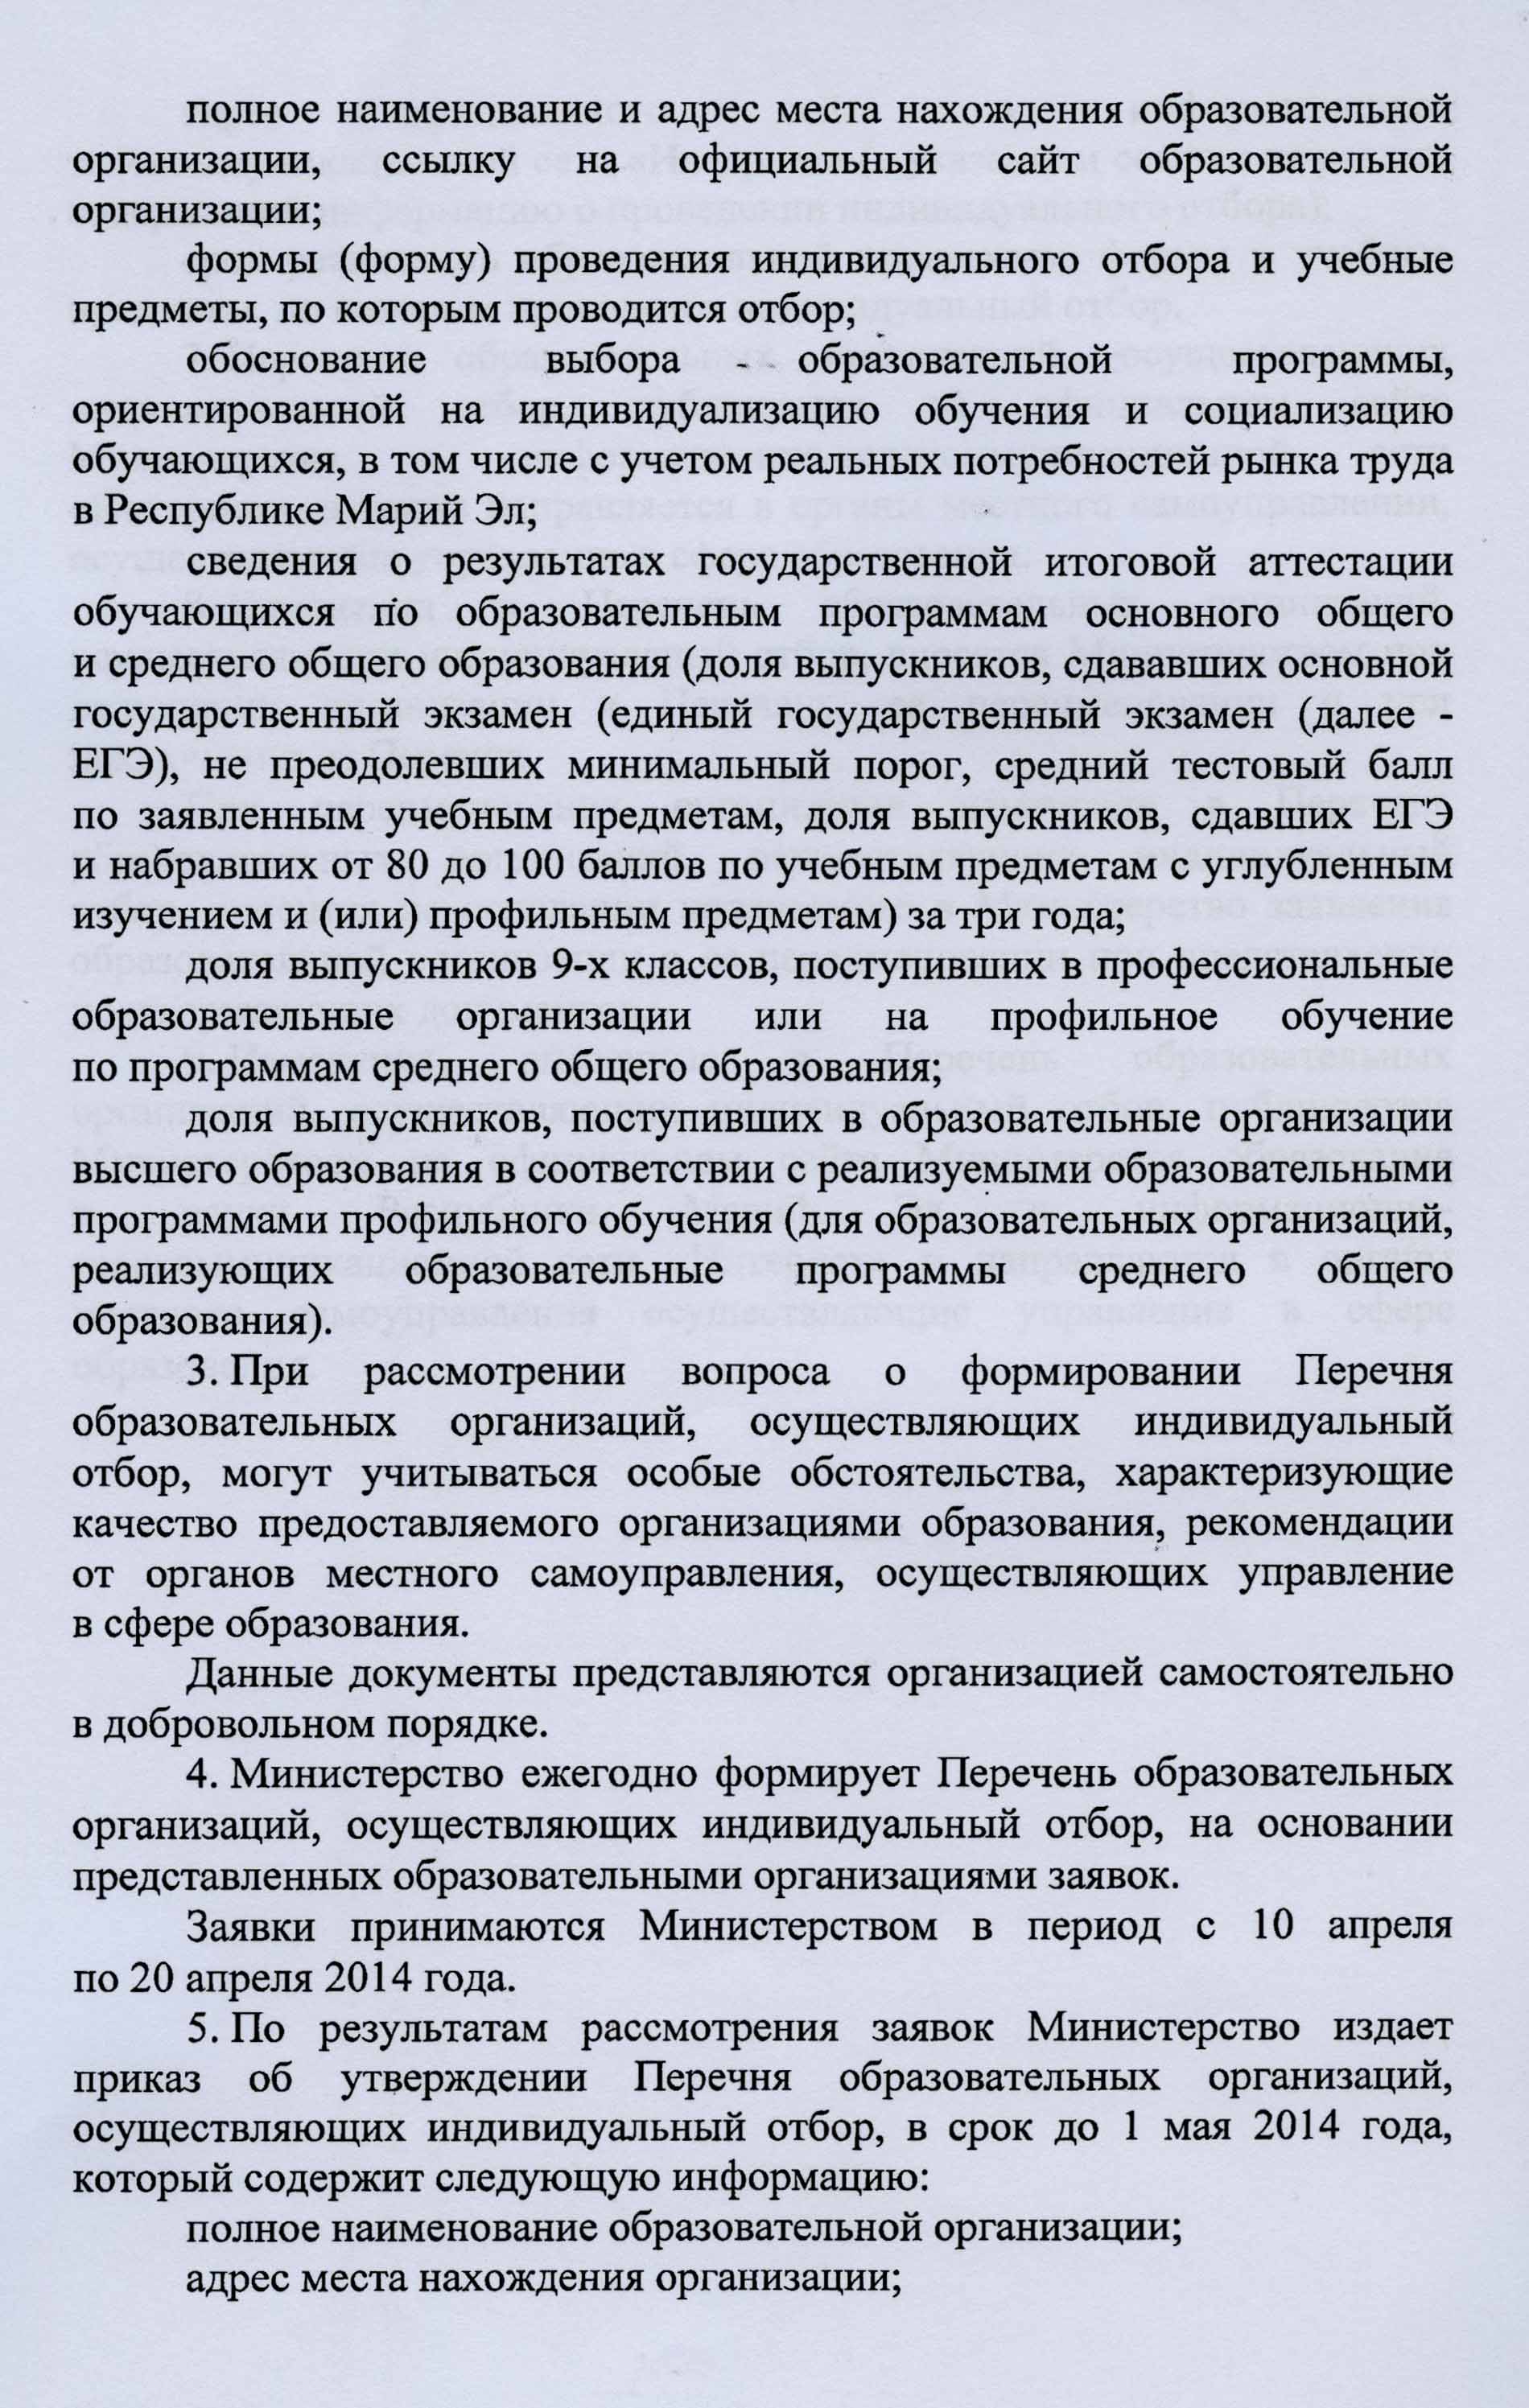 полное наименование и адрес места нахождения образовательной
организации, ссылку на официальный сайт образовательной
организации;
формы (форму) проведения индивидуального отбора и учебные
предметы, по которым проводится отбор;
обоснование выбора образовательной программы,
ориентированной на индивидуализацию обучения и социализацию
обучающихся, в том числе с учетом реальных потребностей рынка труда
в Республике Марий Эл;
сведения о результатах государственной итоговой аттестации
обучающихся по образовательным программам основного общего
и среднего общего образования (доля выпускников, сдававших основной
государственный экзамен (единый государственный экзамен (далее -
ЕГЭ), не преодолевших минимальный порог, средний тестовый балл
по заявленным учебным предметам, доля выпускников, сдавших ЕГЭ
и набравших от 80 до 100 баллов по учебным предметам с углубленным
изучением и (или) профильным предметам) за три года;
доля выпускников 9-х классов, поступивших в профессиональные
образовательные организации или на профильное обучение
по программам среднего общего образования;
доля выпускников, поступивших в образовательные организации
высшего образования в соответствии с реализуемыми образовательными
программами профильного обучения (для образовательных организаций,
реализующих образовательные программы среднего общего
образования).
3. При рассмотрении вопроса о формировании Перечня
образовательных организаций, осуществляющих индивидуальный
отбор, могут учитываться особые обстоятельства, характеризующие
качество предоставляемого организациями образования, рекомендации
от органов местного самоуправления, осуществляющих управление
в сфере образования.
Данные документы представляются организацией самостоятельно
в добровольном порядке.
4. Министерство ежегодно формирует Перечень образовательных
организаций, осуществляющих индивидуальный отбор, на основании
представленных образовательными организациями заявок.
Заявки принимаются Министерством в период с 10 апреля
по 20 апреля 2014 года.
5. По результатам рассмотрения заявок Министерство издает
приказ об утверждении Перечня образовательных организаций,
осуществляющих индивидуальный отбор, в срок до 1 мая 2014 года,
который содержит следующую информацию:
полное наименование образовательной организации;
адрес места нахождения организации;